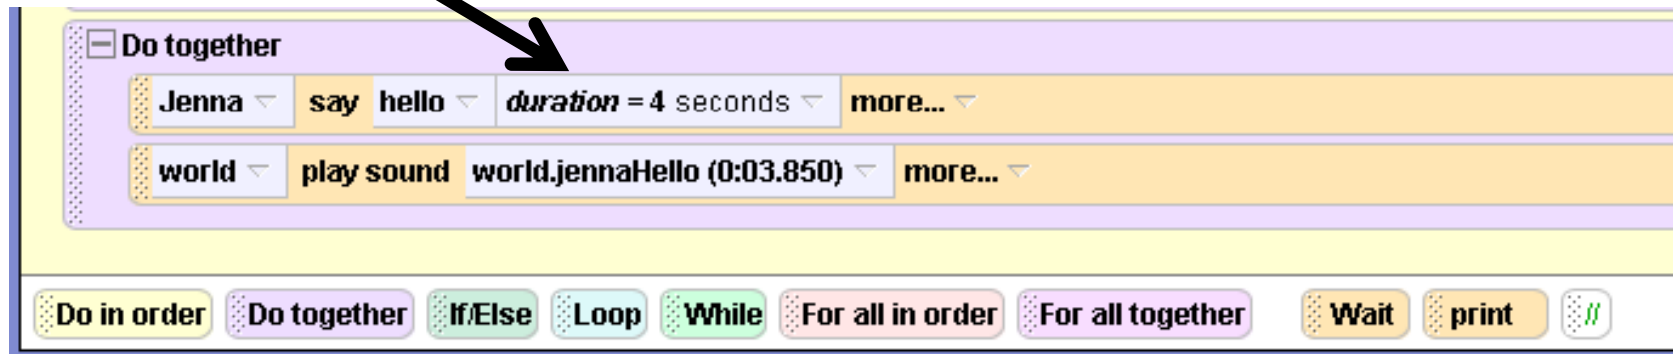 Do together
Jenna say hello duration = 4 seconds more...
world play sound world.jennaHello (0:03.850) more...
Do in order Do together If/Else Loop While For all in order For all together Wait print //